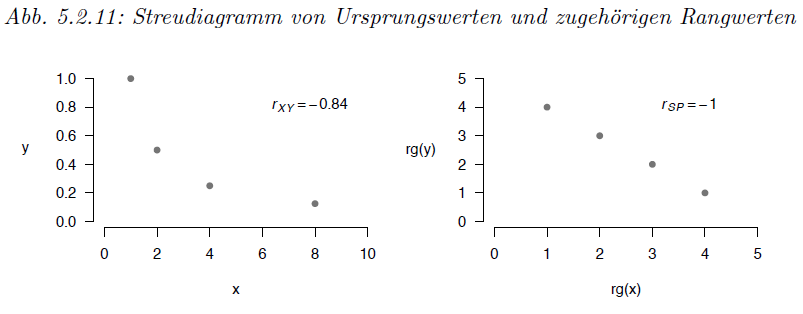 Abb. 5.2.11: Streudiagramm von Ursprungswerten und zugehörigen Rangwerten
1.0
0.8
0.6
0.4
0.2
0.0
y
r_XY = −0.84
0 2 4 6 8 10
x
5
4
3
2
1
0
rg(y)
r_SP = −1
0 1 2 3 4 5
rg(x)